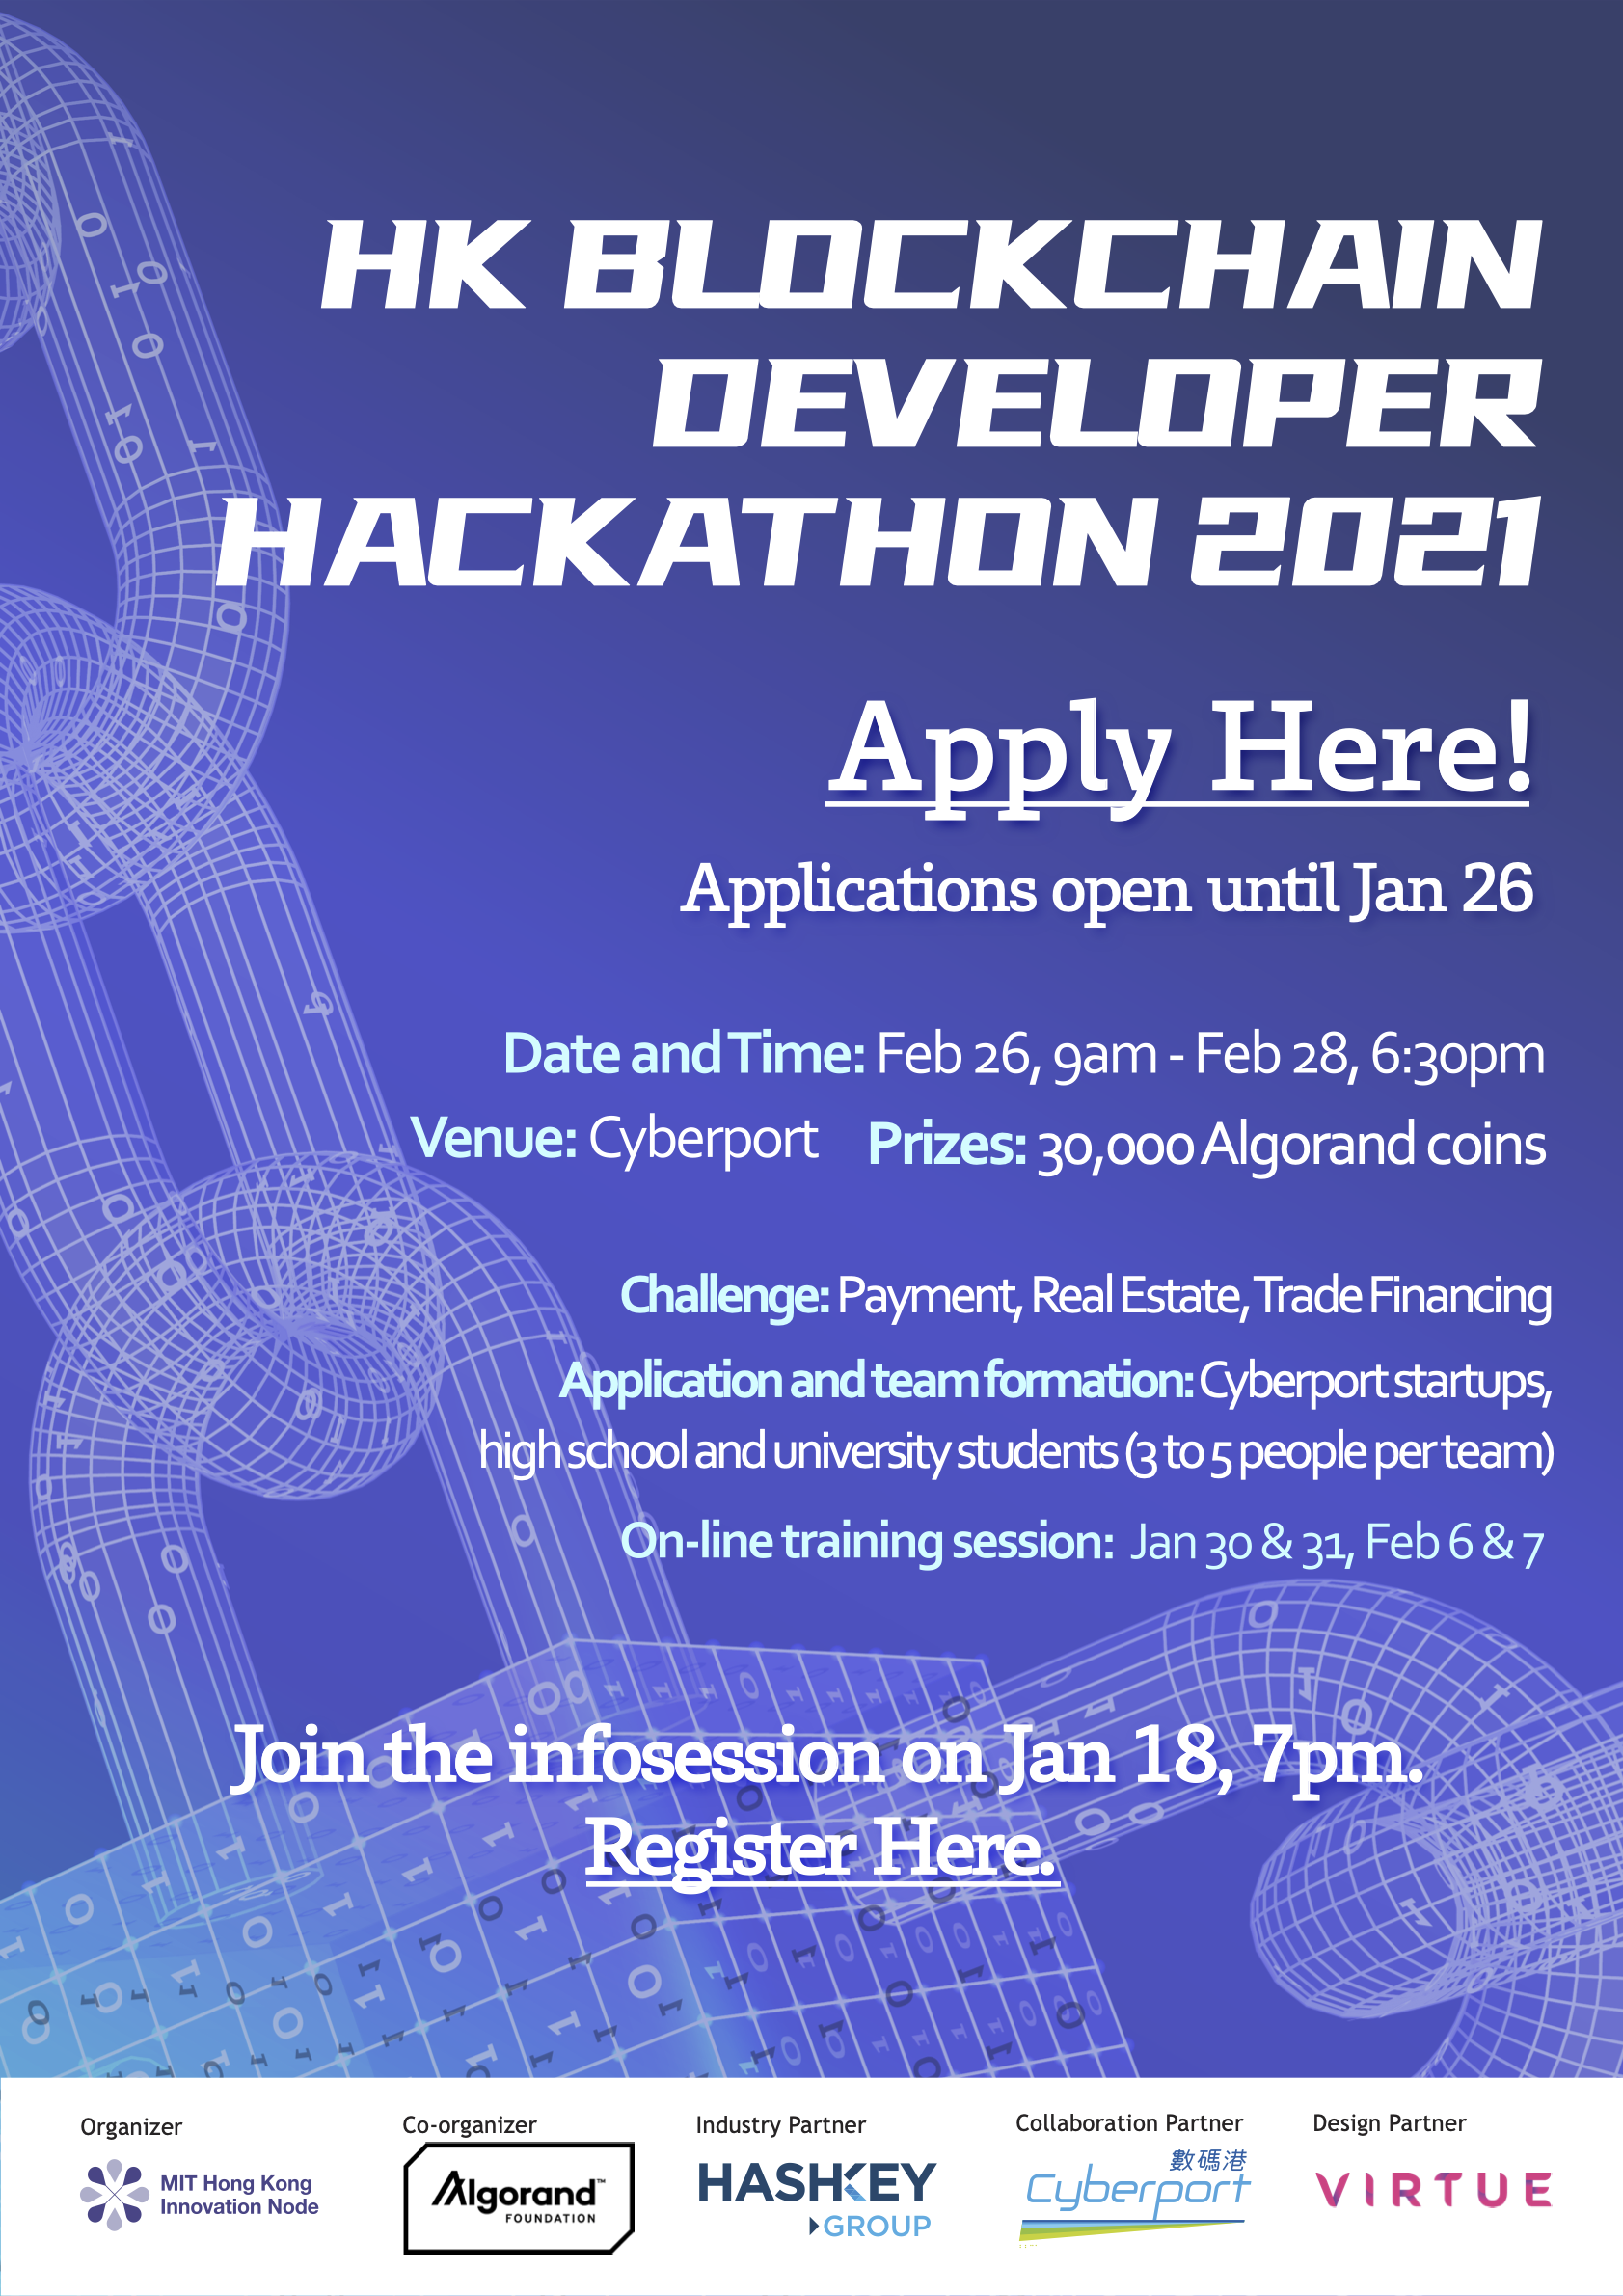 HK BLOCKCHAIN
DEVELOPER
HACKATHON 2021
Apply Here!
Applications open until Jan 26
Date and Time: Feb 26, 9am - Feb 28, 6:30pm
Venue: Cyberport
Prizes: 30,000 Algorand coins
Challenge: Payment, Real Estate, Trade Financing
Application and team formation: Cyberport startups,
high school and university students (3 to 5 people per team)
On-line training session: Jan 30 & 31, Feb 6 & 7
Join the infosession on Jan 18, 7pm.
Register Here.
Organizer
MIT Hong Kong
Innovation Node
Co-organizer
Algorand™
FOUNDATION
Industry Partner
HASHKEY
GROUP
Collaboration Partner
數碼港
Cyberport
Design Partner
VIRTUE